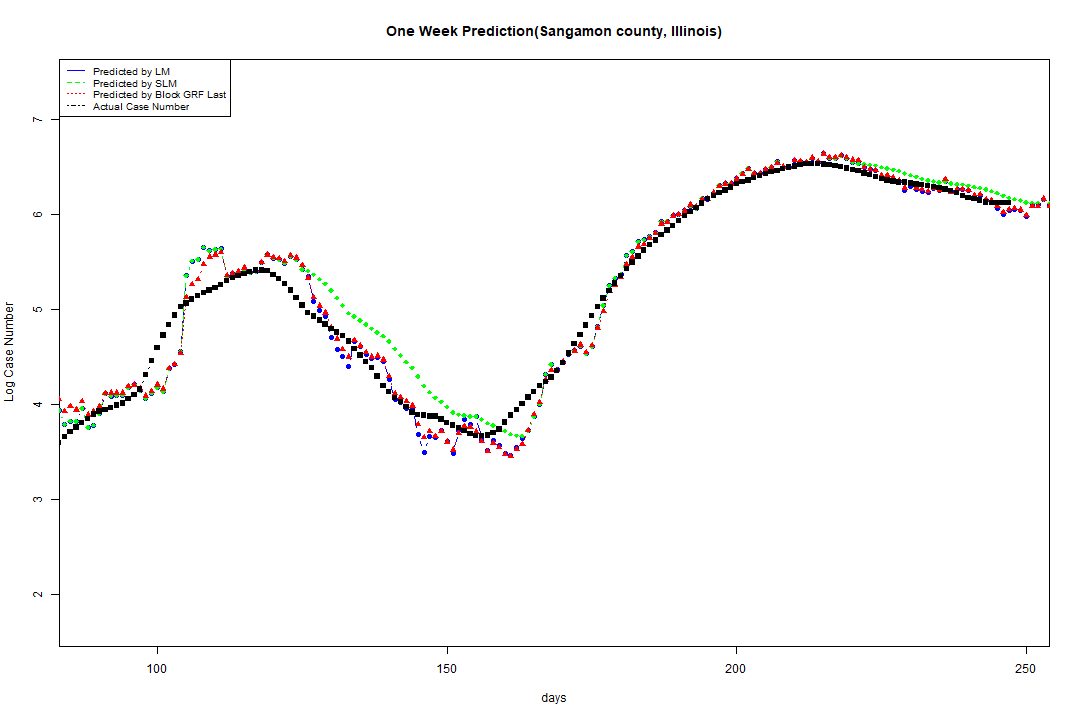 One Week Prediction(Sangamon county, Illinois)
Predicted by LM
Predicted by SLM
Predicted by Block GRF Last
Actual Case Number
7
6
5
4
3
2
Log Case Number
100
150
200
250
days